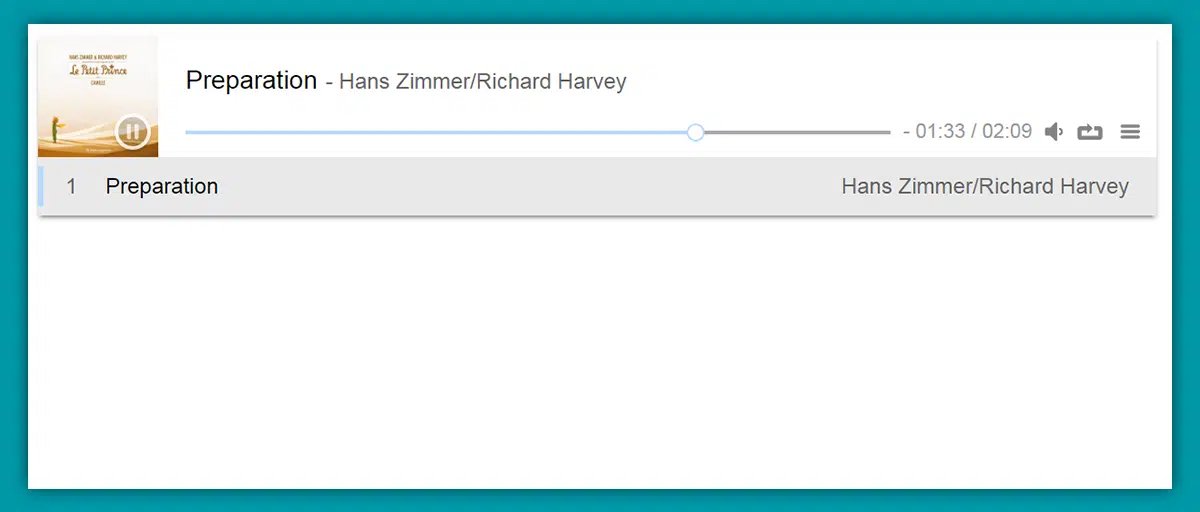 HANS ZIMMER & RICHARD HARVEY
Le Petit Prince
CAMILLE
Preparation - Hans Zimmer/Richard Harvey
- 01:33 / 02:09
1 Preparation Hans Zimmer/Richard Harvey